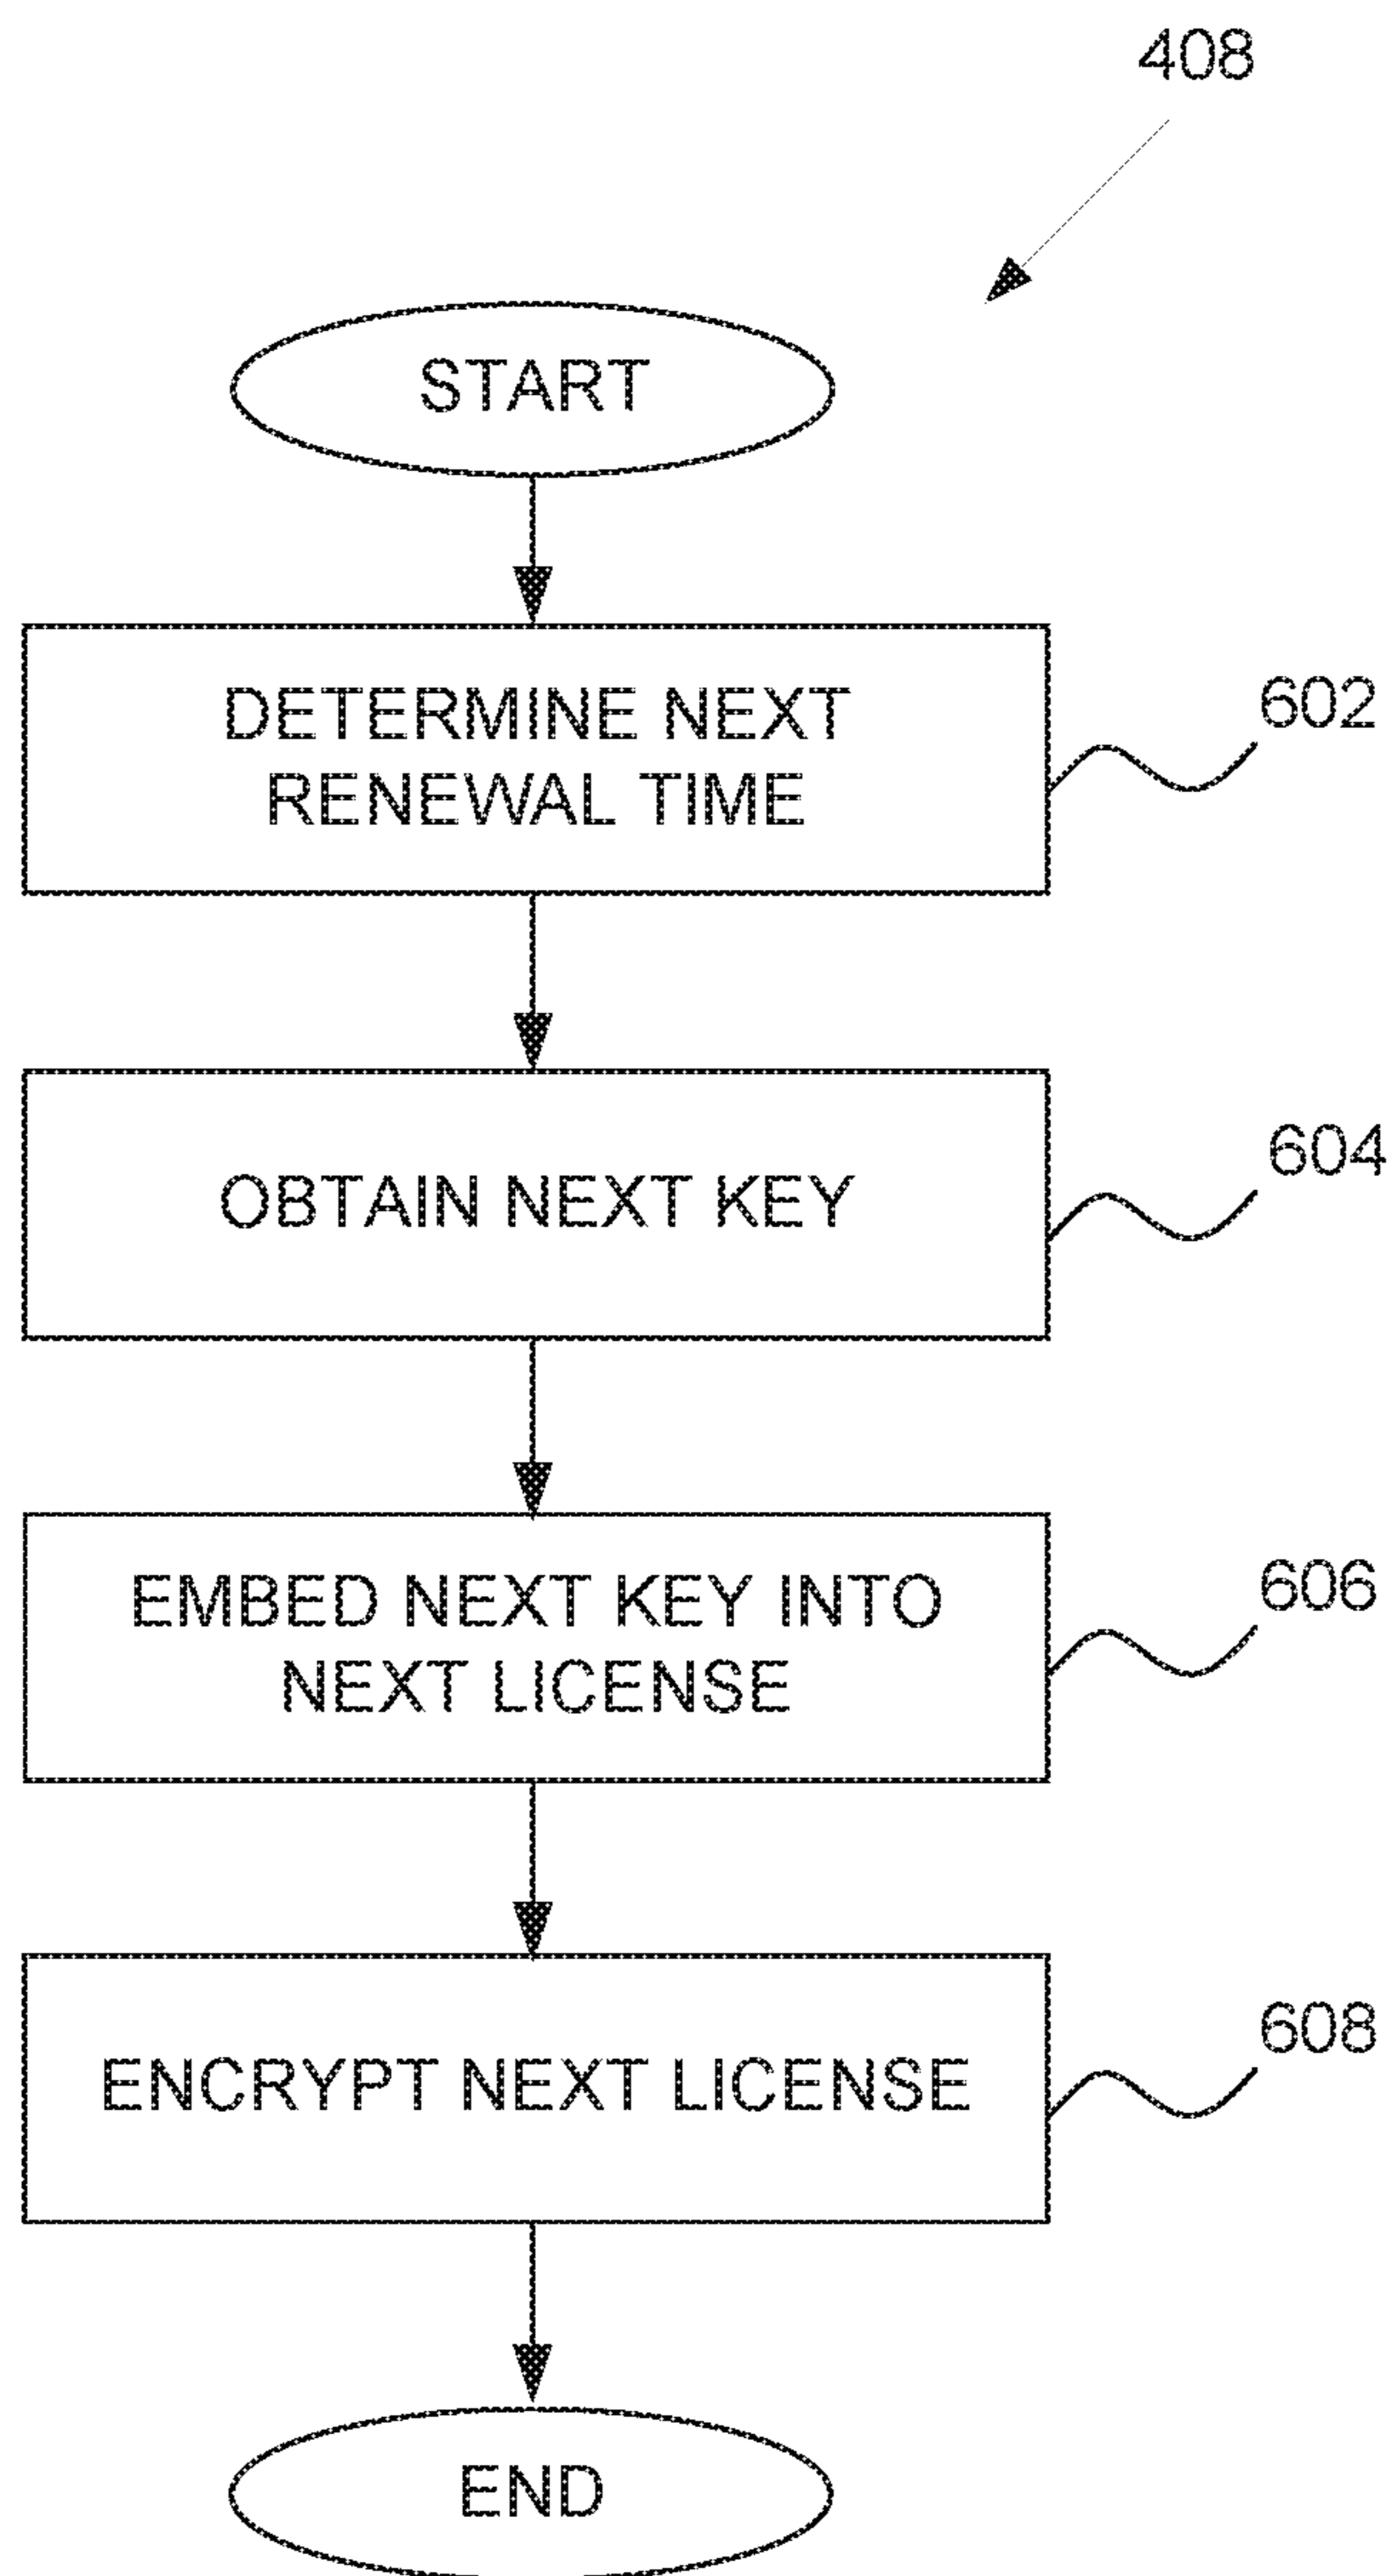 408
START
DETERMINE NEXT
RENEWAL TIME
602
OBTAIN NEXT KEY
604
EMBED NEXT KEY INTO
NEXT LICENSE
606
ENCRYPT NEXT LICENSE
608
END